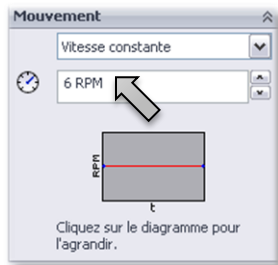 Mouvement
Vitesse constante
6 RPM
RPM
t
Cliquez sur le diagramme pour
l'agrandir.